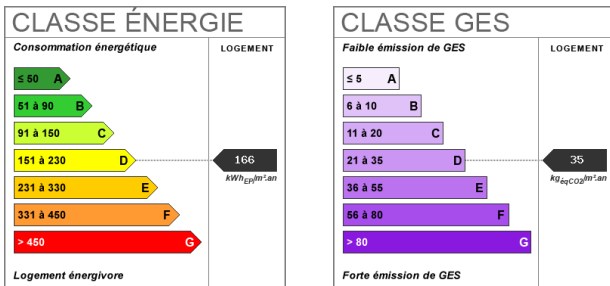 CLASSE ÉNERGIE
Consommation énergétique
LOGEMENT
≤ 50 A
51 à 90 B
91 à 150 C
151 à 230 D
166
kWhEP/m².an
231 à 330 E
331 à 450 F
> 450 G
Logement énergivore
CLASSE GES
Faible émission de GES
LOGEMENT
≤ 5 A
6 à 10 B
11 à 20 C
21 à 35 D
35
kgéqCO2/m².an
36 à 55 E
56 à 80 F
> 80 G
Forte émission de GES